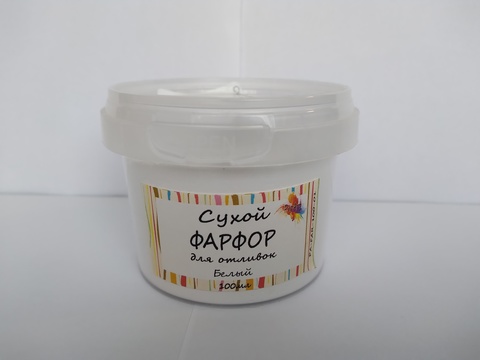 Сухой
ФАРФОР
для отливок
Белый
100мл